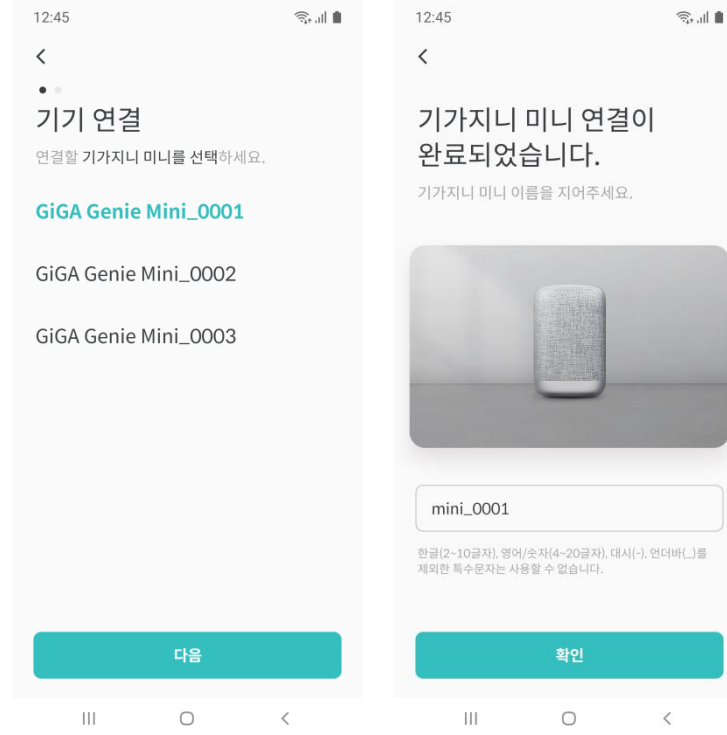 12:45
기기 연결
연결할 기가지니 미니를 선택하세요.
GiGA Genie Mini_0001
GiGA Genie Mini_0002
GiGA Genie Mini_0003
다음
12:45
기가지니 미니 연결이
완료되었습니다.
기가지니 미니 이름을 지어주세요.
mini_0001
한글(2~10글자), 영어/숫자(4~20글자), 대시(-), 언더바(_)를
제외한 특수문자는 사용할 수 없습니다.
확인